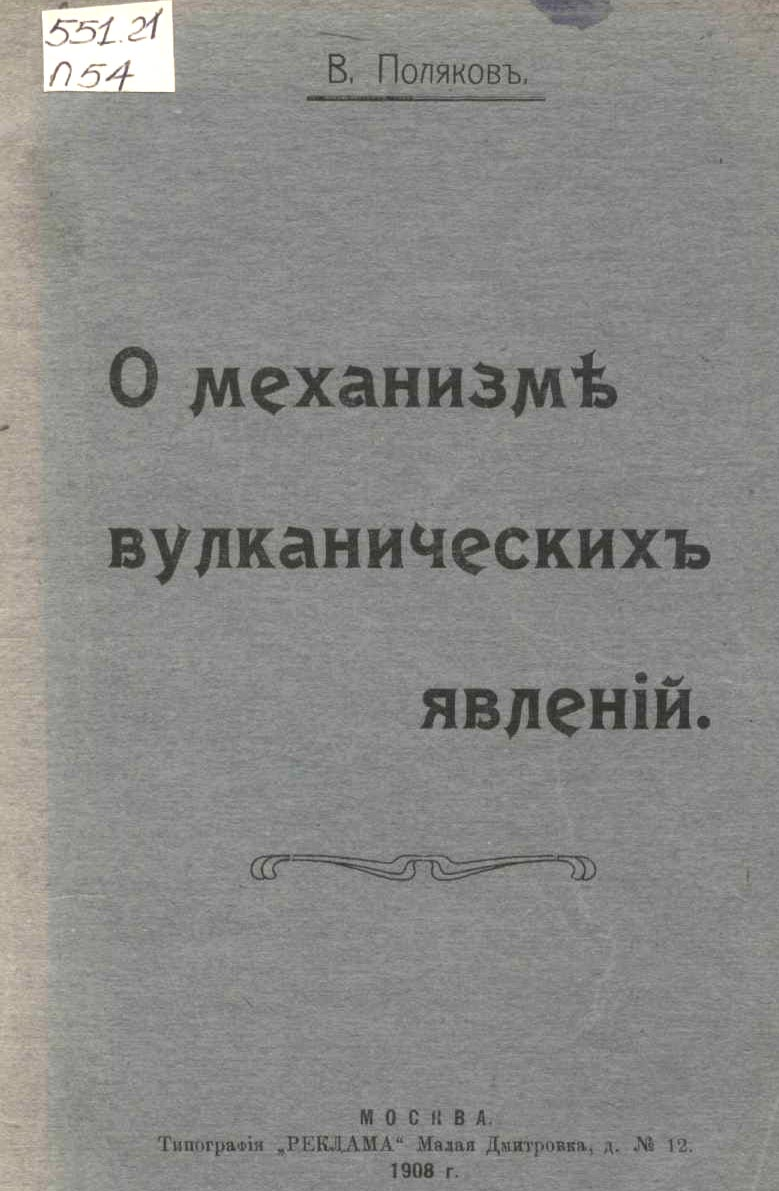 551.21
П54
В. Поляковъ.
О механизмѣ
вулканическихъ
явленій.
МОСКВА.
Типографія „РЕКЛАМА“ Малая Дмитровка, д. № 12.
1908 г.